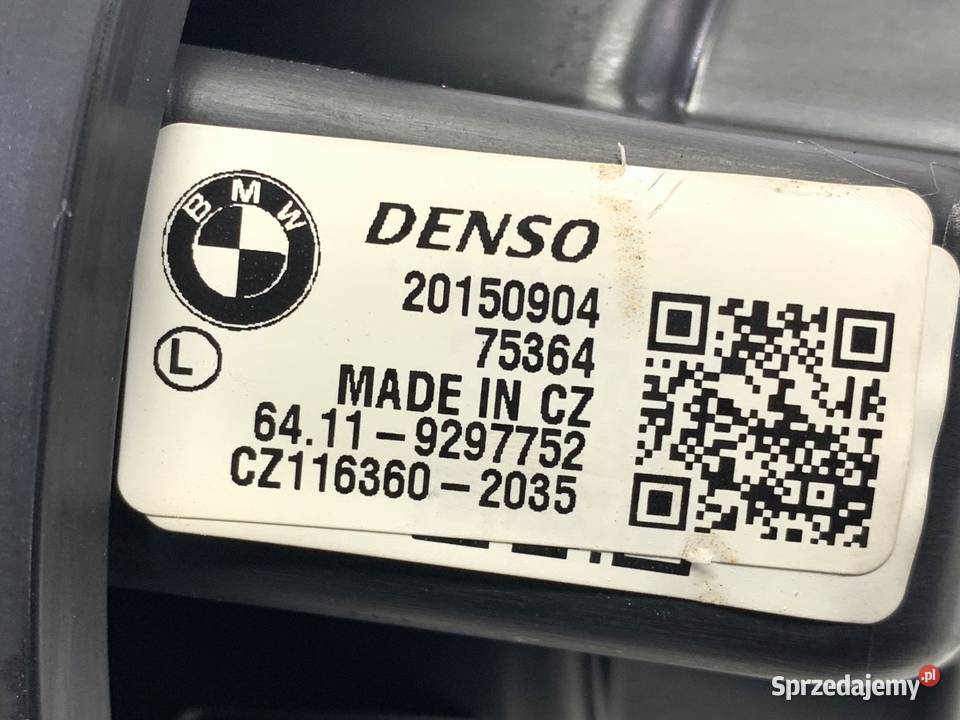 BMW
DENSO
20150904
75364
L
MADE IN CZ
64.11-9297752
CZ116360-2035
Sprzedajemy.pl